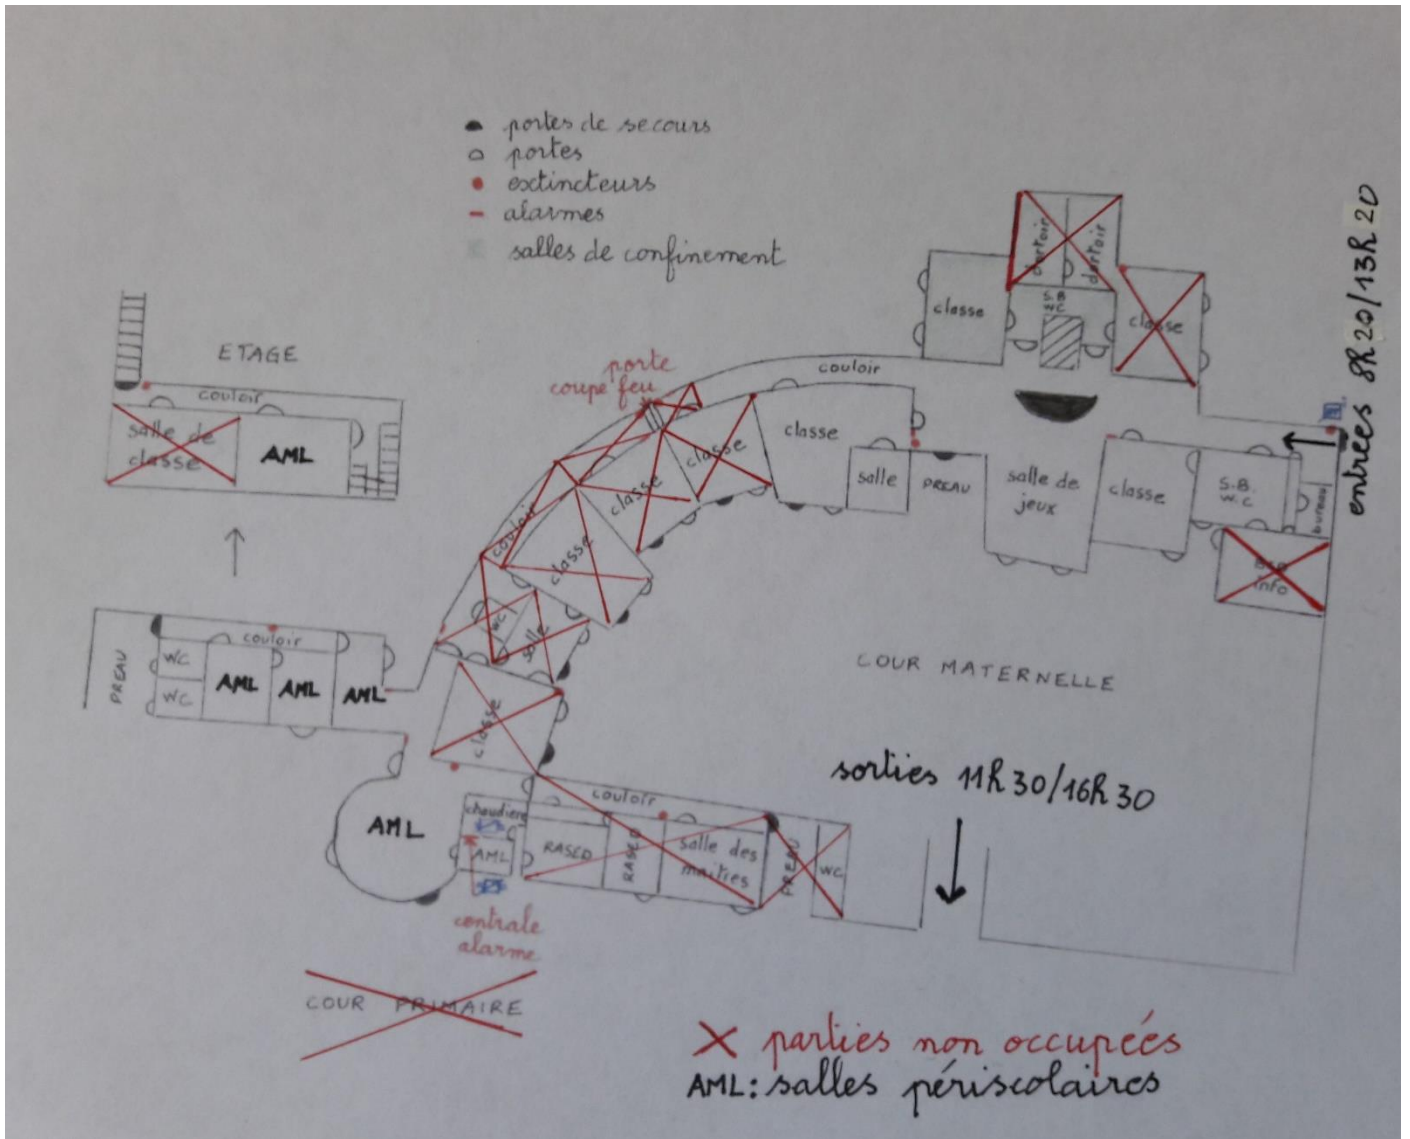 portes de secours
portes
extincteurs
alarmes
salles de confinement
entrées 8h20/13h20
dortoir
dortoir
classe
classe
ETAGE
porte
coupe feu
couloir
couloir
salle de
classe
AML
classe
classe
salle
PREAU
salle de
jeux
classe
S.B.
W.C
bureau
info
classe
couloir
classe
WC
salle
COUR MATERNELLE
PREAU
WC
WC
couloir
AML
AML
AML
classe
sorties 11h30/16h30
couloir
chaudière
AML
AML
RASED
RASED
salle des
maîtres
PREAU
WC
centrale
alarme
COUR PRIMAIRE
parties non occupées
AML: salles périscolaires